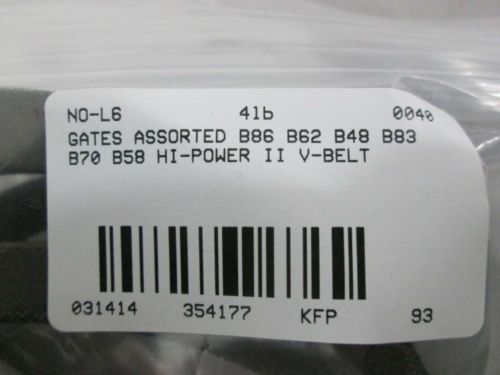 NO-L6 4lb 0040
GATES ASSORTED B86 B62 B48 B83
B70 B58 HI-POWER II V-BELT
031414 354177 KFP 93